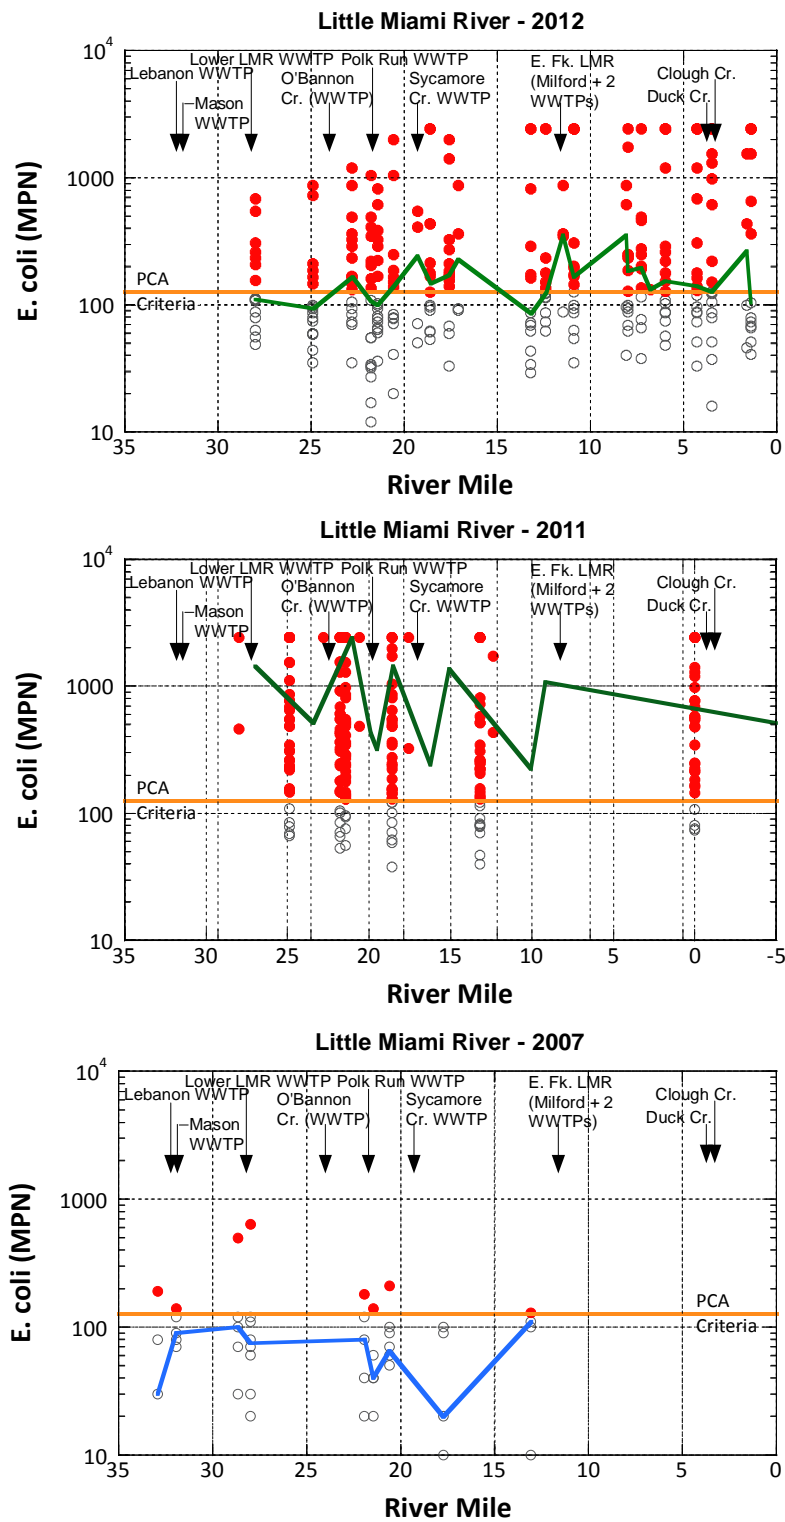 Little Miami River - 2012
E. coli (MPN)
10⁴
1000
100
10
Lower LMR WWTP Polk Run WWTP
Lebanon WWTP
–Mason
WWTP
O'Bannon
Cr. (WWTP)
Sycamore
Cr. WWTP
E. Fk. LMR
(Milford + 2
WWTPs)
Clough Cr.
Duck Cr.
PCA
Criteria
35 30 25 20 15 10 5 0
River Mile
Little Miami River - 2011
E. coli (MPN)
10⁴
1000
100
10
Lower LMR WWTP Polk Run WWTP
Lebanon WWTP
–Mason
WWTP
O'Bannon
Cr. (WWTP)
Sycamore
Cr. WWTP
E. Fk. LMR
(Milford + 2
WWTPs)
Clough Cr.
Duck Cr.
PCA
Criteria
35 30 25 20 15 10 5 0 -5
River Mile
Little Miami River - 2007
E. coli (MPN)
10⁴
1000
100
10
Lower LMR WWTP Polk Run WWTP
Lebanon WWTP
–Mason
WWTP
O'Bannon
Cr. (WWTP)
Sycamore
Cr. WWTP
E. Fk. LMR
(Milford + 2
WWTPs)
Clough Cr.
Duck Cr.
PCA
Criteria
35 30 25 20 15 10 5 0
River Mile